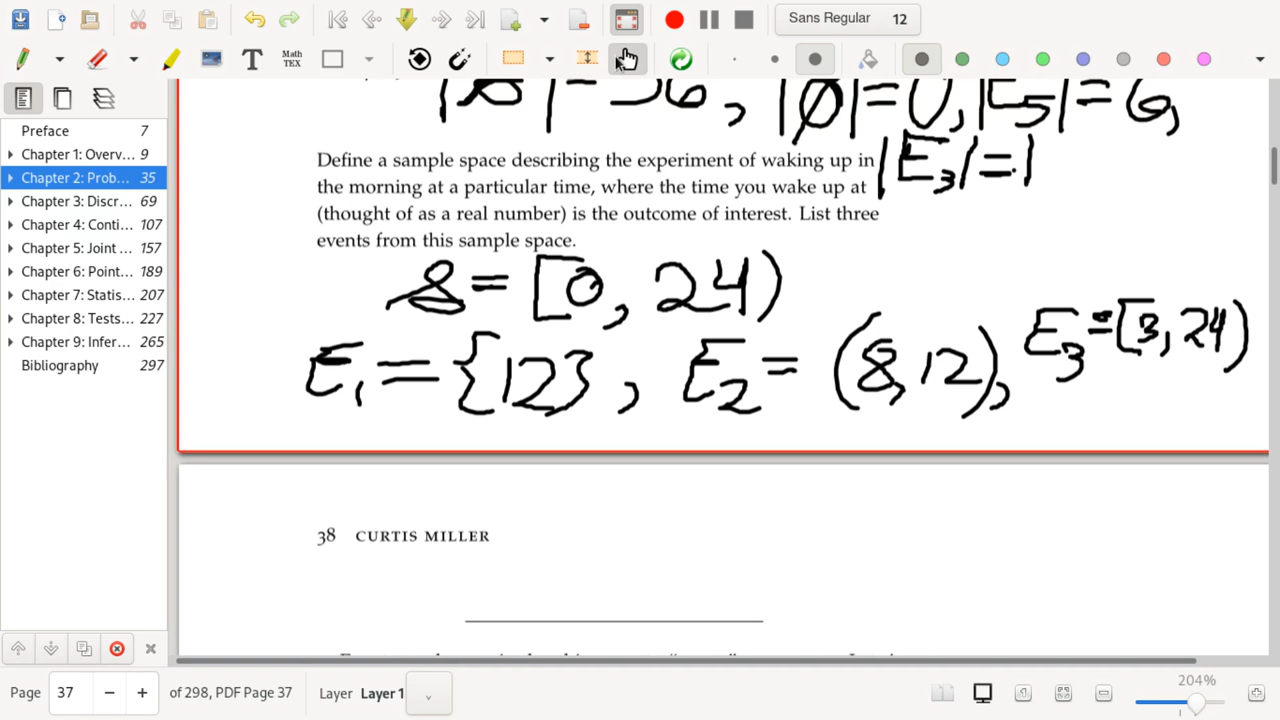 Sans Regular 12
Math
TEX
Preface 7
Chapter 1: Overv... 9
Chapter 2: Prob... 35
Chapter 3: Discr... 69
Chapter 4: Conti... 107
Chapter 5: Joint ... 157
Chapter 6: Point... 189
Chapter 7: Statis... 207
Chapter 8: Tests... 227
Chapter 9: Infer... 265
Bibliography 297
|𝒮| = 36, |∅| = 0, |E5| = 6,
|E3| = 1
Define a sample space describing the experiment of waking up in
the morning at a particular time, where the time you wake up at
(thought of as a real number) is the outcome of interest. List three
events from this sample space.
𝒮 = [0, 24)
E1 = {12}, E2 = (8, 12), E3 = [3, 24)
38 CURTIS MILLER
Page 37 of 298, PDF Page 37 Layer Layer 1
204%